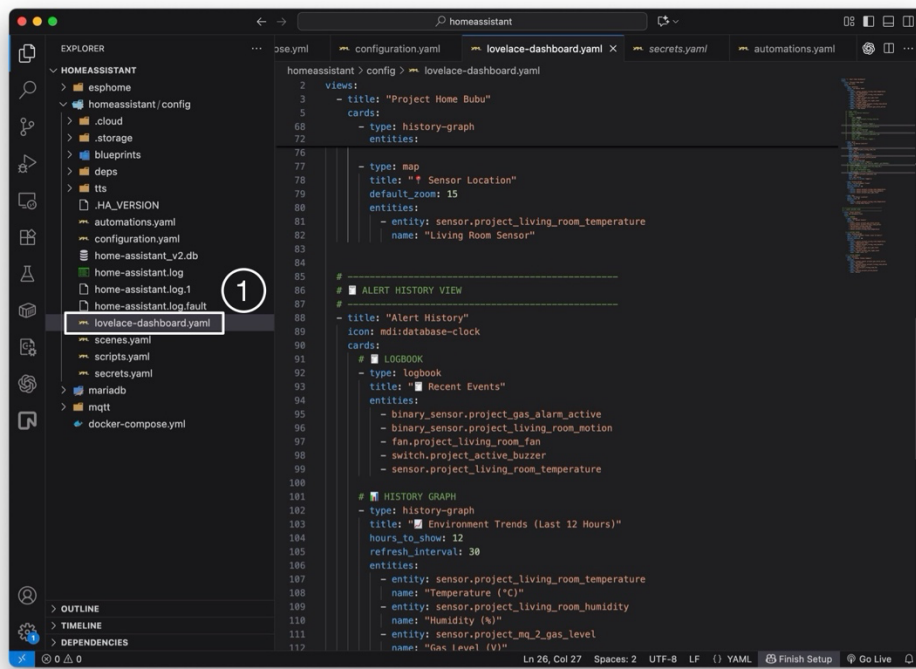 homeassistant
EXPLORER
HOMEASSISTANT
esphome
homeassistant/config
.cloud
.storage
blueprints
deps
tts
.HA_VERSION
automations.yaml
configuration.yaml
home-assistant_v2.db
home-assistant.log
home-assistant.log.1
home-assistant.log.fault
lovelace-dashboard.yaml
scenes.yaml
scripts.yaml
secrets.yaml
mariadb
mqtt
docker-compose.yml
OUTLINE
TIMELINE
DEPENDENCIES
1
ose.yml configuration.yaml lovelace-dashboard.yaml secrets.yaml automations.yaml
homeassistant > config > lovelace-dashboard.yaml
2 views:
3 - title: "Project Home Bubu"
5 cards:
68 - type: history-graph
72 entities:
76
77 - type: map
78 title: "📍 Sensor Location"
79 default_zoom: 15
80 entities:
81 - entity: sensor.project_living_room_temperature
82 name: "Living Room Sensor"
83
84
85 # ------------------------------------------------
86 # ALERT HISTORY VIEW
87 # ------------------------------------------------
88 - title: "Alert History"
89 icon: mdi:database-clock
90 cards:
91 # LOGBOOK
92 - type: logbook
93 title: "Recent Events"
94 entities:
95 - binary_sensor.project_gas_alarm_active
96 - binary_sensor.project_living_room_motion
97 - fan.project_living_room_fan
98 - switch.project_active_buzzer
99 - sensor.project_living_room_temperature
100
101 # 📊 HISTORY GRAPH
102 - type: history-graph
103 title: "📈 Environment Trends (Last 12 Hours)"
104 hours_to_show: 12
105 refresh_interval: 30
106 entities:
107 - entity: sensor.project_living_room_temperature
108 name: "Temperature (°C)"
109 - entity: sensor.project_living_room_humidity
110 name: "Humidity (%)"
111 - entity: sensor.project_mq_2_gas_level
112 name: "Gas Level (V)"
1
0 0 Ln 26, Col 27 Spaces: 2 UTF-8 LF {} YAML Finish Setup Go Live